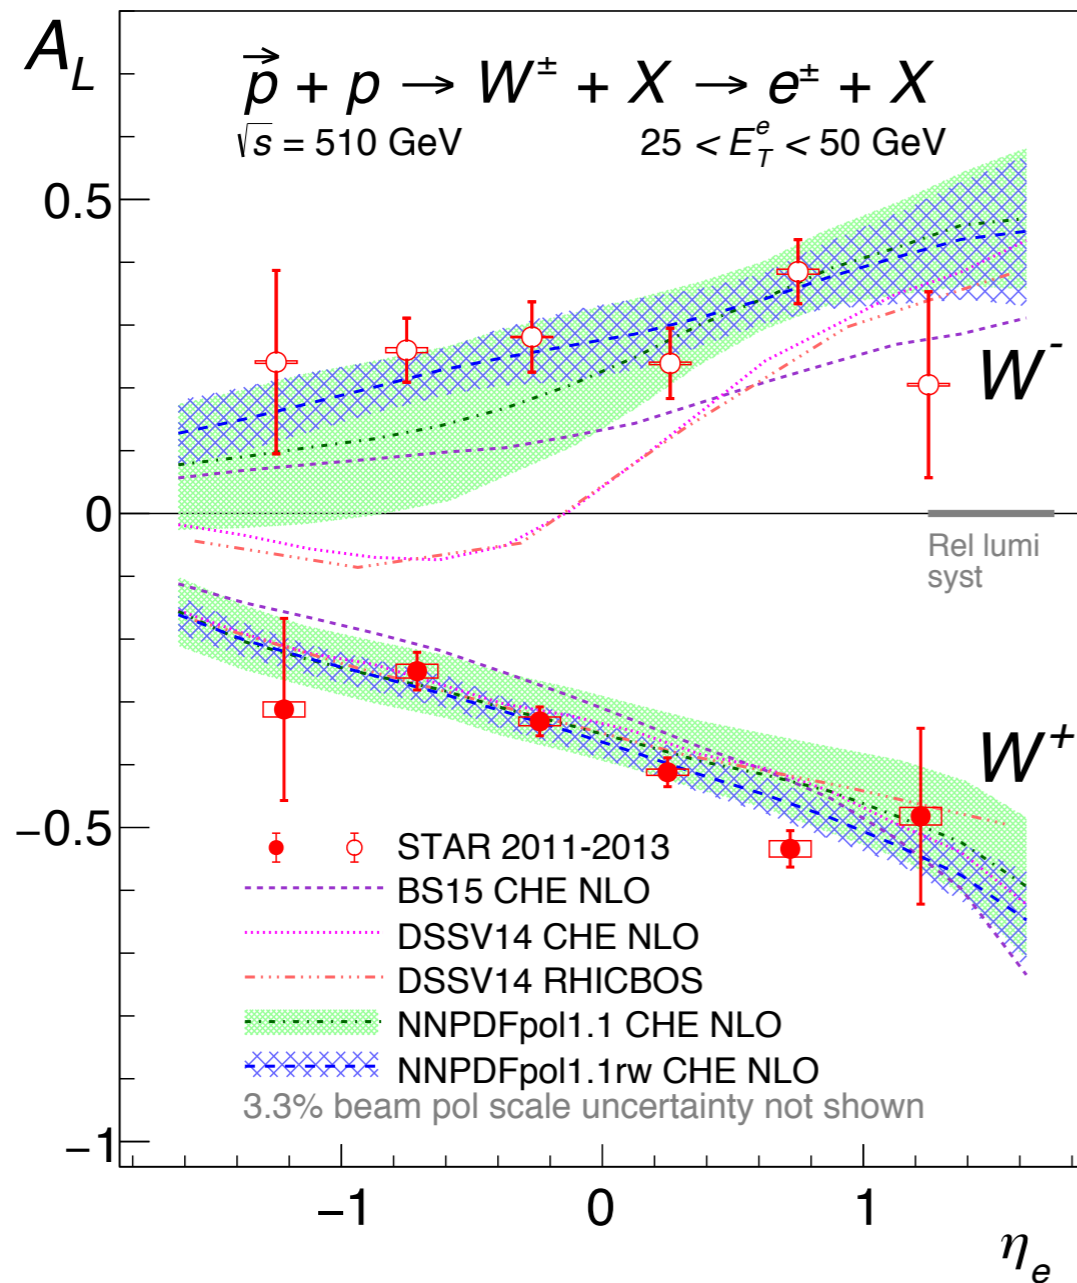 A_L
p⃗ + p → W^± + X → e^± + X
√s = 510 GeV
25 < E_T^e < 50 GeV
0.5
W^-
0
Rel lumi
syst
W^+
−0.5
STAR 2011-2013
BS15 CHE NLO
DSSV14 CHE NLO
DSSV14 RHICBOS
NNPDFpol1.1 CHE NLO
NNPDFpol1.1rw CHE NLO
3.3% beam pol scale uncertainty not shown
−1
−1 0 1
η_e